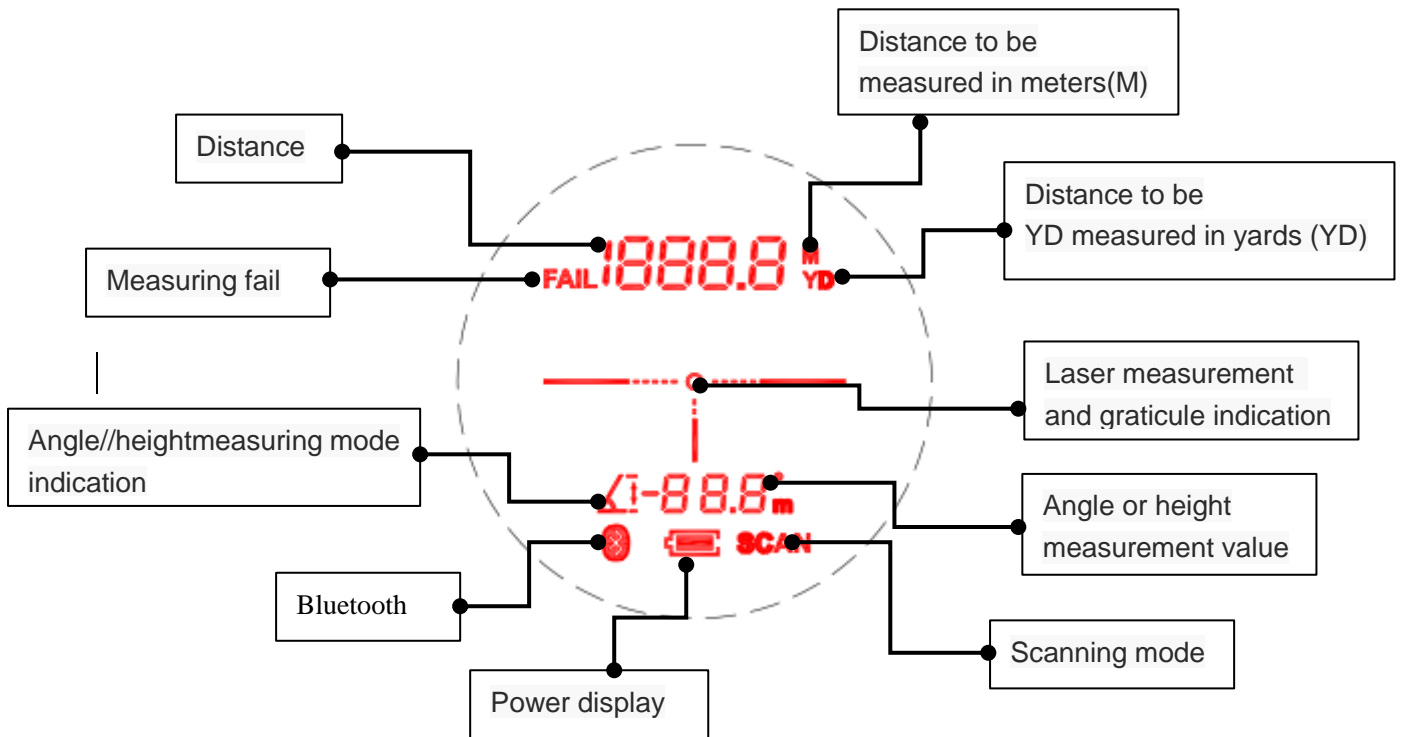 Distance to be
measured in meters(M)
Distance
Distance to be
YD measured in yards (YD)
Measuring fail
1888.8 M
FAIL YD
Laser measurement
and graticule indication
Angle//heightmeasuring mode
indication
-88.8°m
Angle or height
measurement value
SCAN
Bluetooth
Scanning mode
Power display